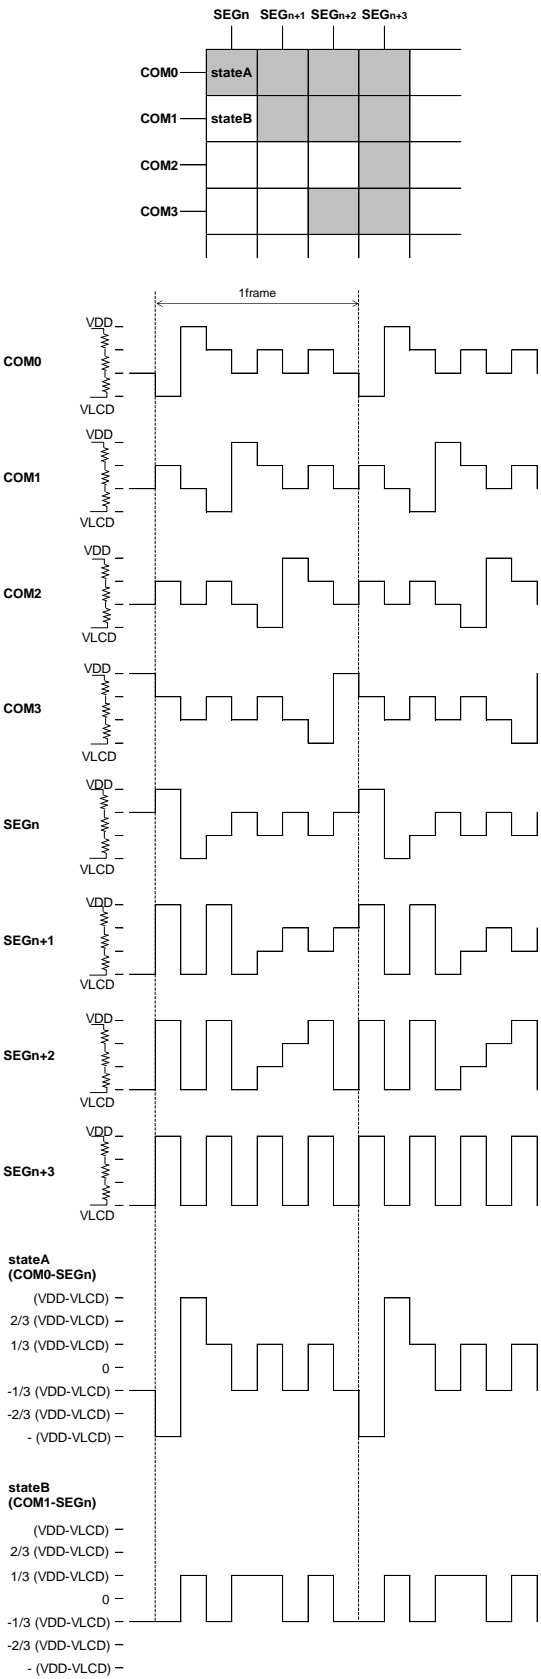 SEGn SEGn+1 SEGn+2 SEGn+3
COM0 stateA
COM1 stateB
COM2
COM3
1frame
VDD
COM0
VLCD
VDD
COM1
VLCD
VDD
COM2
VLCD
VDD
COM3
VLCD
VDD
SEGn
VLCD
VDD
SEGn+1
VLCD
VDD
SEGn+2
VLCD
VDD
SEGn+3
VLCD
stateA
(COM0-SEGn)
(VDD-VLCD)
2/3 (VDD-VLCD)
1/3 (VDD-VLCD)
0
-1/3 (VDD-VLCD)
-2/3 (VDD-VLCD)
- (VDD-VLCD)
stateB
(COM1-SEGn)
(VDD-VLCD)
2/3 (VDD-VLCD)
1/3 (VDD-VLCD)
0
-1/3 (VDD-VLCD)
-2/3 (VDD-VLCD)
- (VDD-VLCD)